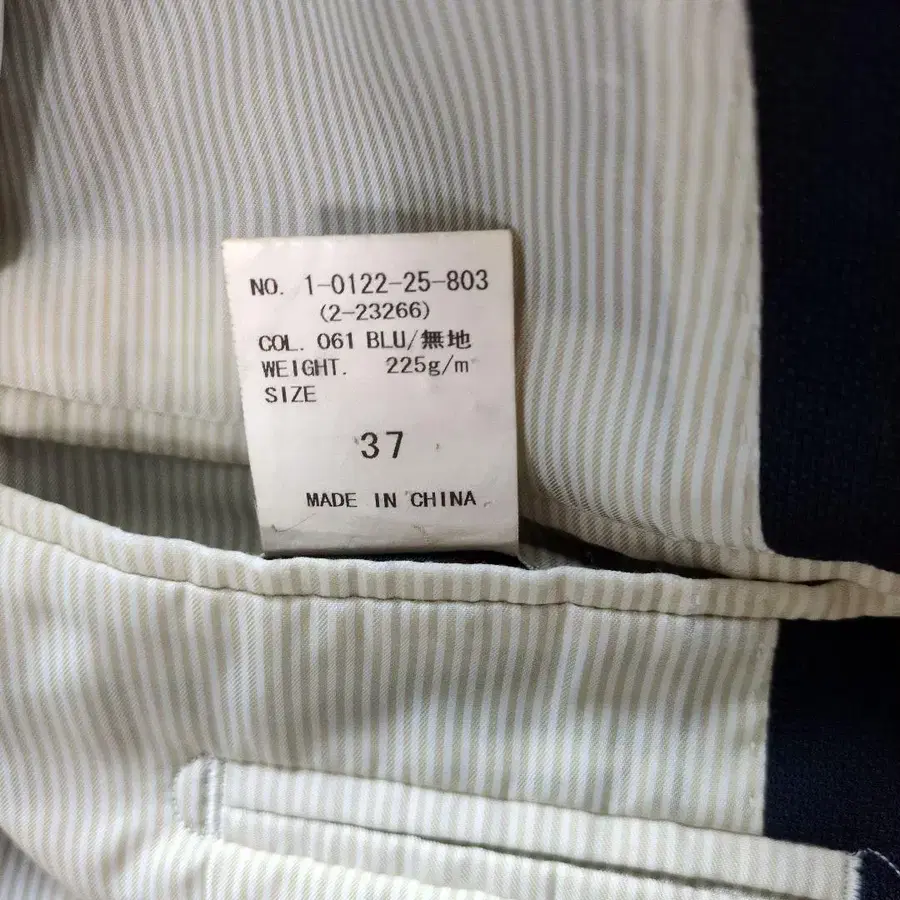 NO. 1-0122-25-803
(2-23266)
COL. 061 BLU/無地
WEIGHT. 225g/m
SIZE
37
MADE IN CHINA